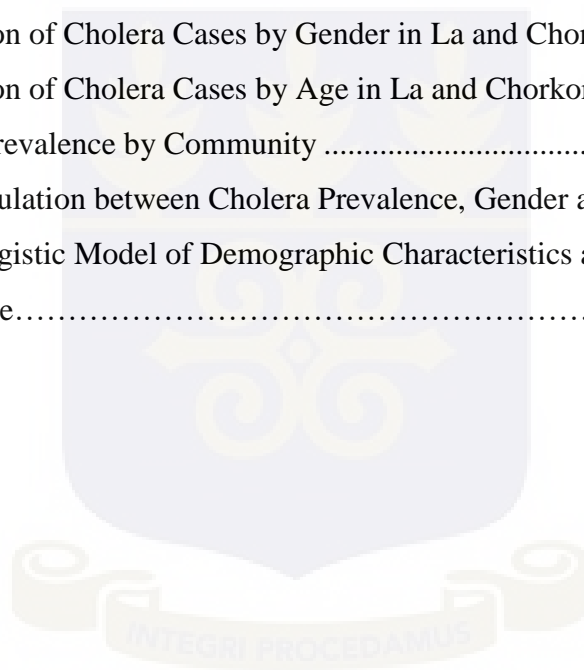 on of Cholera Cases by Gender in La and Chor
on of Cholera Cases by Age in La and Chorkor
revalence by Community ....................................
ulation between Cholera Prevalence, Gender a
gistic Model of Demographic Characteristics a
e………………………………………………
INTEGRI PROCEDAMUS